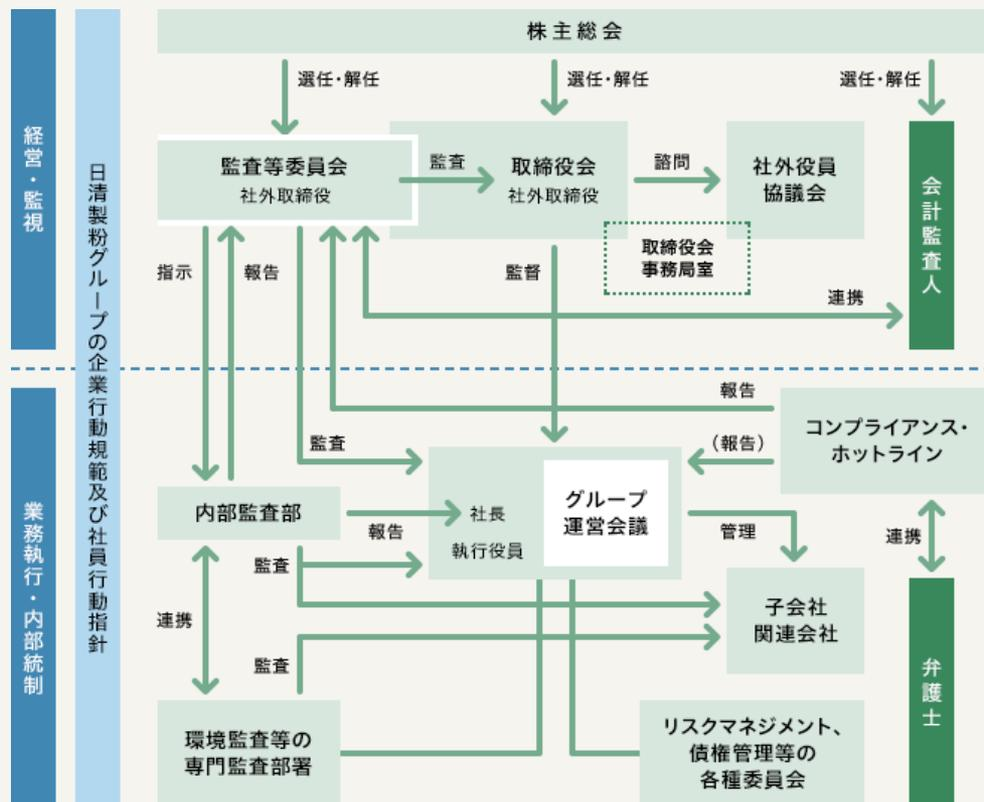 経営・監視
業務執行・内部統制
日清製粉グループの企業行動規範及び社員行動指針
株主総会
選任・解任
選任・解任
選任・解任
監査等委員会
社外取締役
監査
取締役会
社外取締役
諮問
社外役員
協議会
会計監査人
取締役会
事務局室
指示
報告
監督
連携
報告
コンプライアンス・
ホットライン
監査
（報告）
内部監査部
報告
社長
執行役員
グループ
運営会議
管理
連携
監査
連携
子会社
関連会社
監査
弁護士
環境監査等の
専門監査部署
リスクマネジメント、
債権管理等の
各種委員会